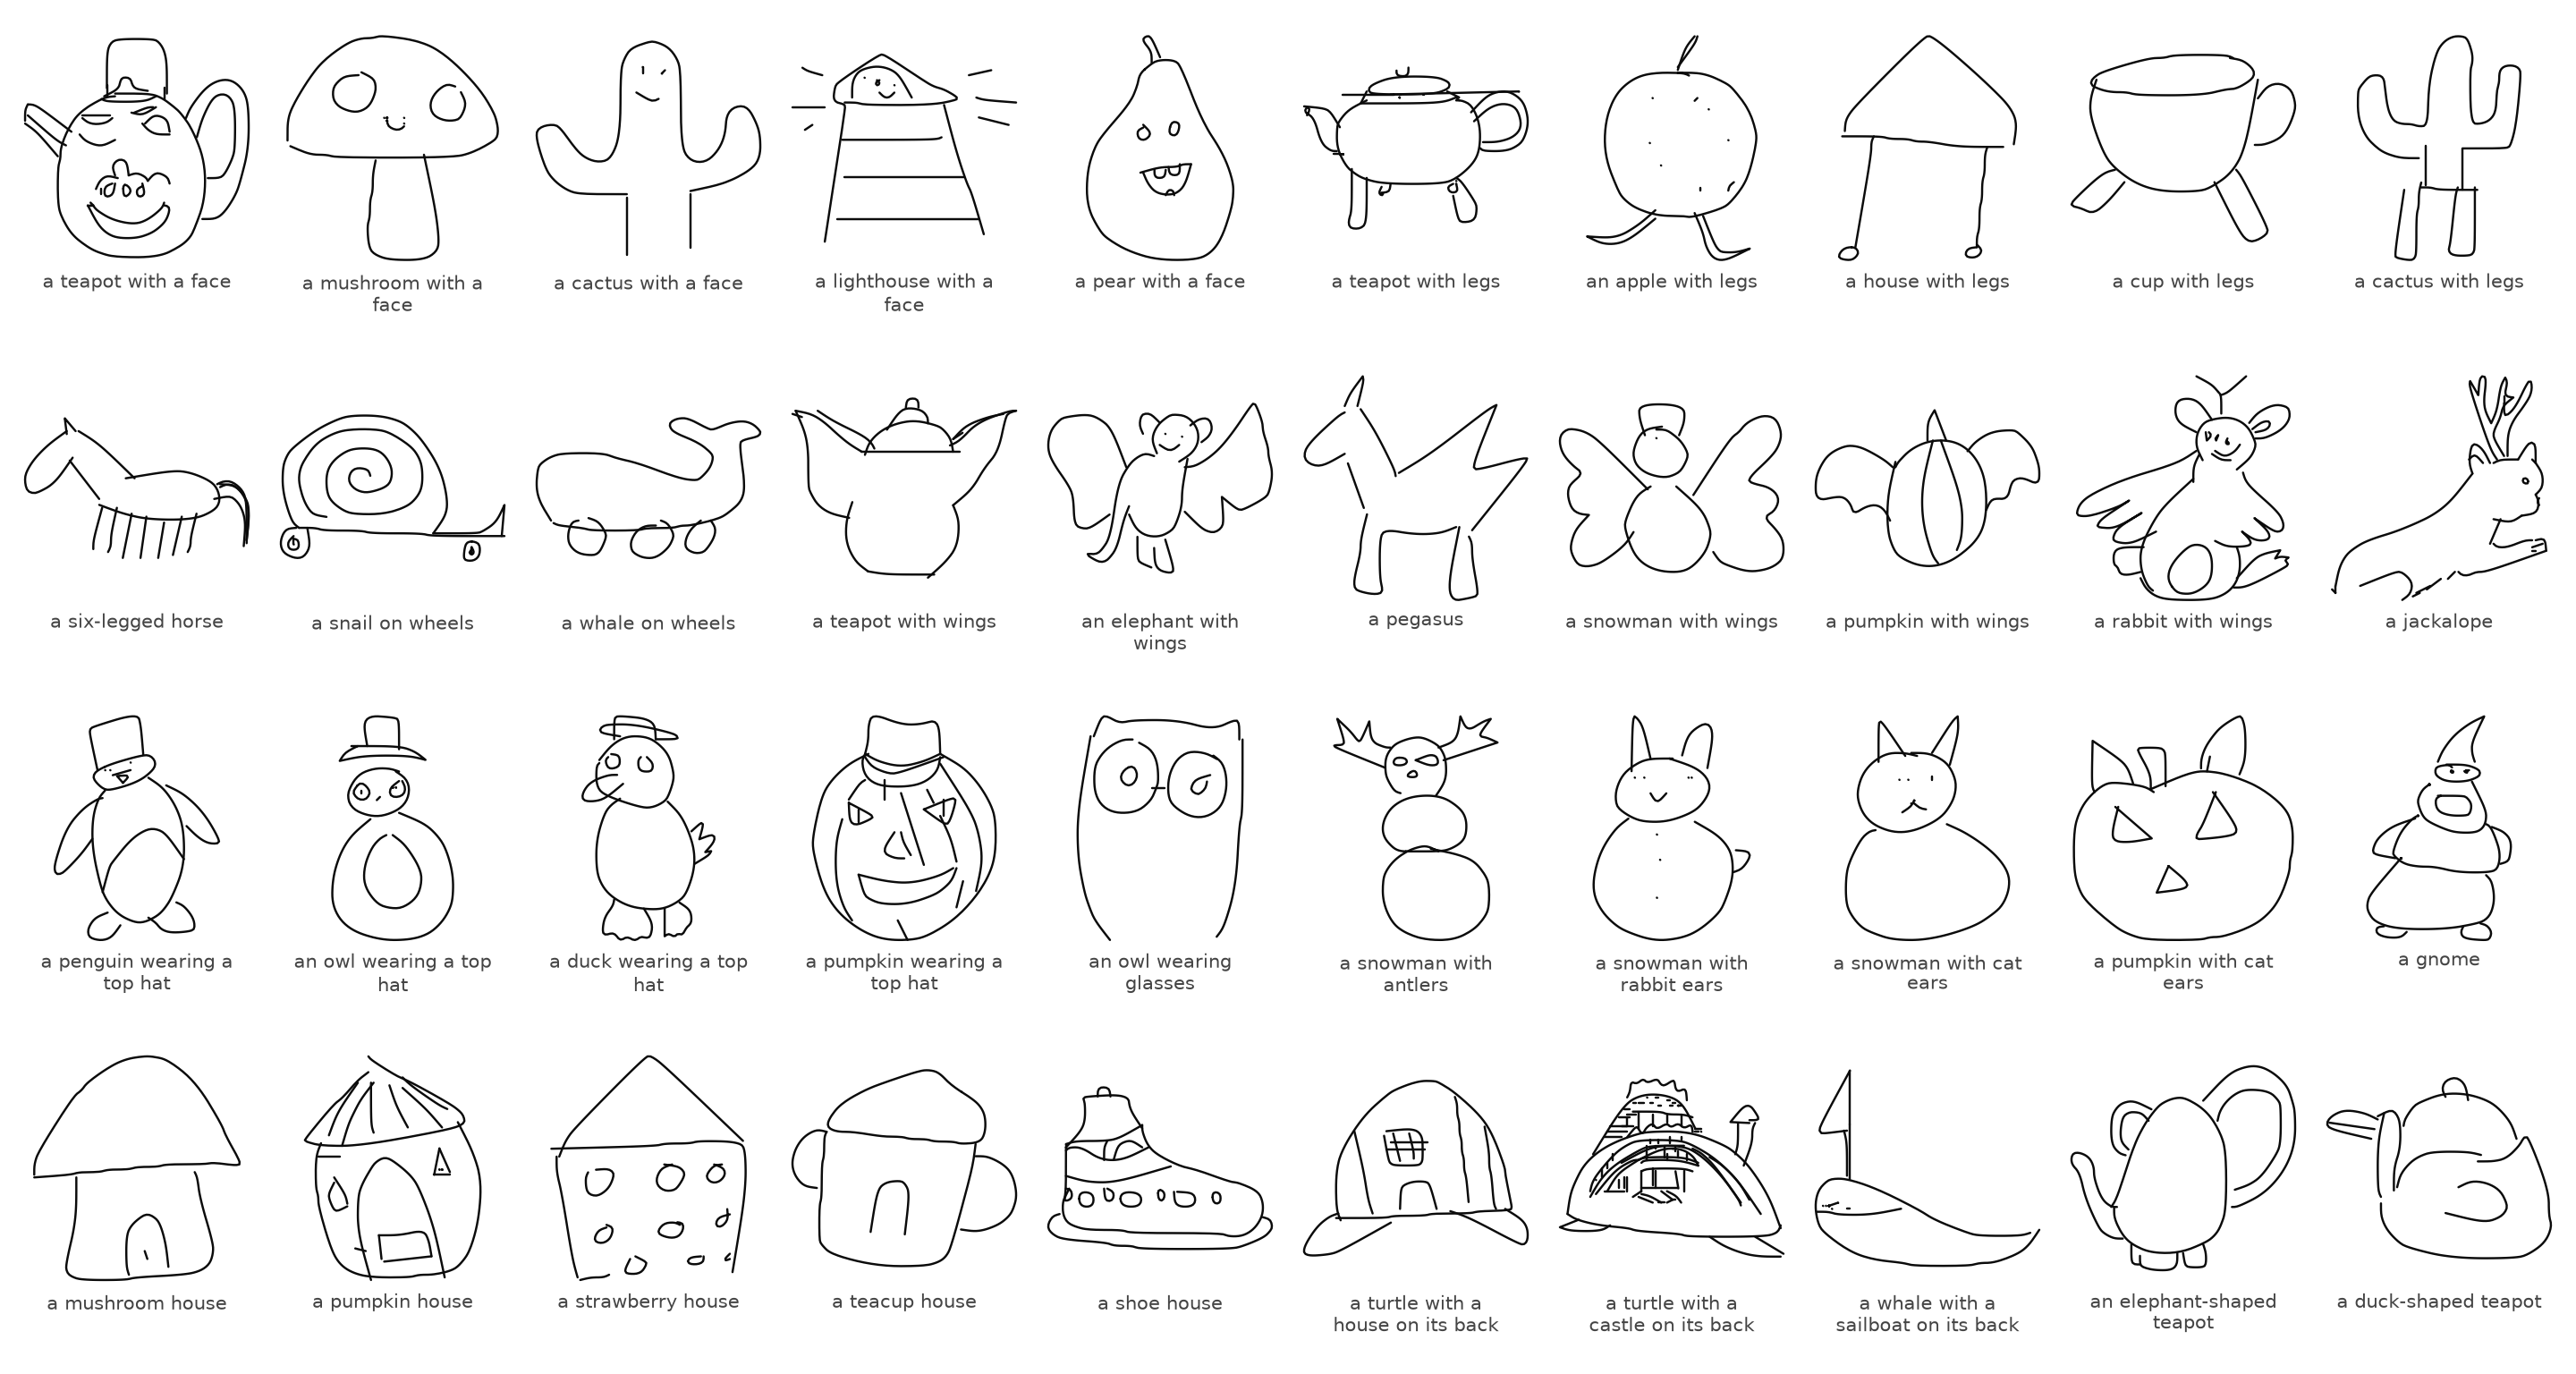 a teapot with a face
a mushroom with a
face
a cactus with a face
a lighthouse with a
face
a pear with a face
a teapot with legs
an apple with legs
a house with legs
a cup with legs
a cactus with legs
a six-legged horse
a snail on wheels
a whale on wheels
a teapot with wings
an elephant with
wings
a pegasus
a snowman with wings
a pumpkin with wings
a rabbit with wings
a jackalope
a penguin wearing a
top hat
an owl wearing a top
hat
a duck wearing a top
hat
a pumpkin wearing a
top hat
an owl wearing
glasses
a snowman with
antlers
a snowman with
rabbit ears
a snowman with cat
ears
a pumpkin with cat
ears
a gnome
a mushroom house
a pumpkin house
a strawberry house
a teacup house
a shoe house
a turtle with a
house on its back
a turtle with a
castle on its back
a whale with a
sailboat on its back
an elephant-shaped
teapot
a duck-shaped teapot